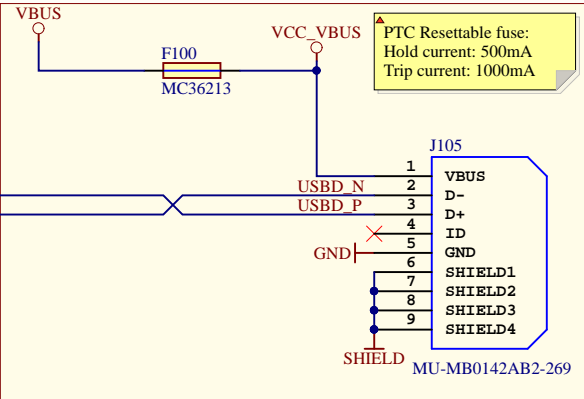 VBUS
VCC_VBUS
PTC Resettable fuse:
Hold current: 500mA
Trip current: 1000mA
F100
MC36213
J105
1 VBUS
USBD_N 2 D-
USBD_P 3 D+
4 ID
GND 5 GND
6 SHIELD1
7 SHIELD2
8 SHIELD3
9 SHIELD4
SHIELD
MU-MB0142AB2-269